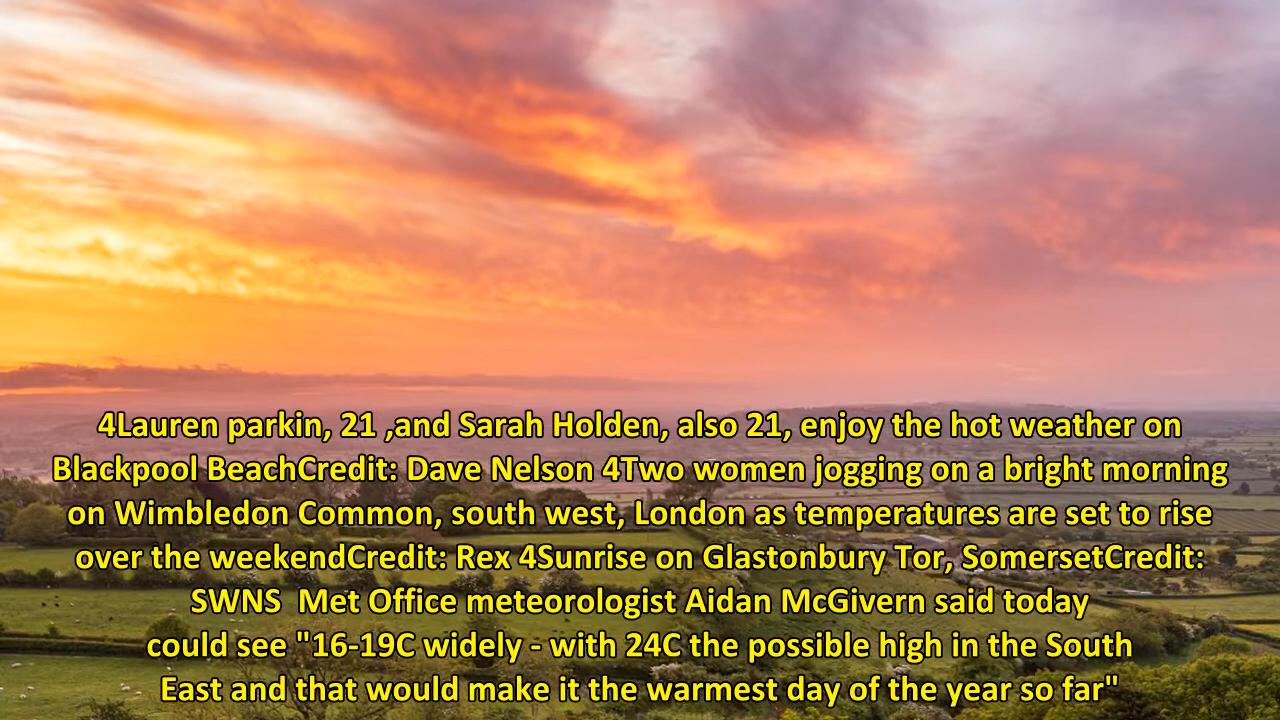 4Lauren parkin, 21 ,and Sarah Holden, also 21, enjoy the hot weather on
Blackpool BeachCredit: Dave Nelson 4Two women jogging on a bright morning
on Wimbledon Common, south west, London as temperatures are set to rise
over the weekendCredit: Rex 4Sunrise on Glastonbury Tor, SomersetCredit:
SWNS  Met Office meteorologist Aidan McGivern said today
could see "16-19C widely - with 24C the possible high in the South
East and that would make it the warmest day of the year so far"